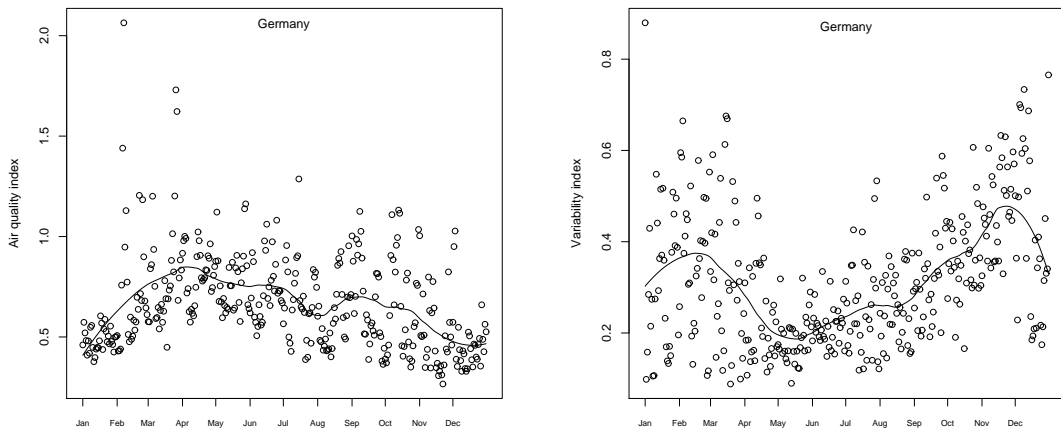 Germany
Air quality index
2.0
1.5
1.0
0.5
Jan Feb Mar Apr May Jun Jul Aug Sep Oct Nov Dec
Germany
Variability index
0.8
0.6
0.4
0.2
Jan Feb Mar Apr May Jun Jul Aug Sep Oct Nov Dec